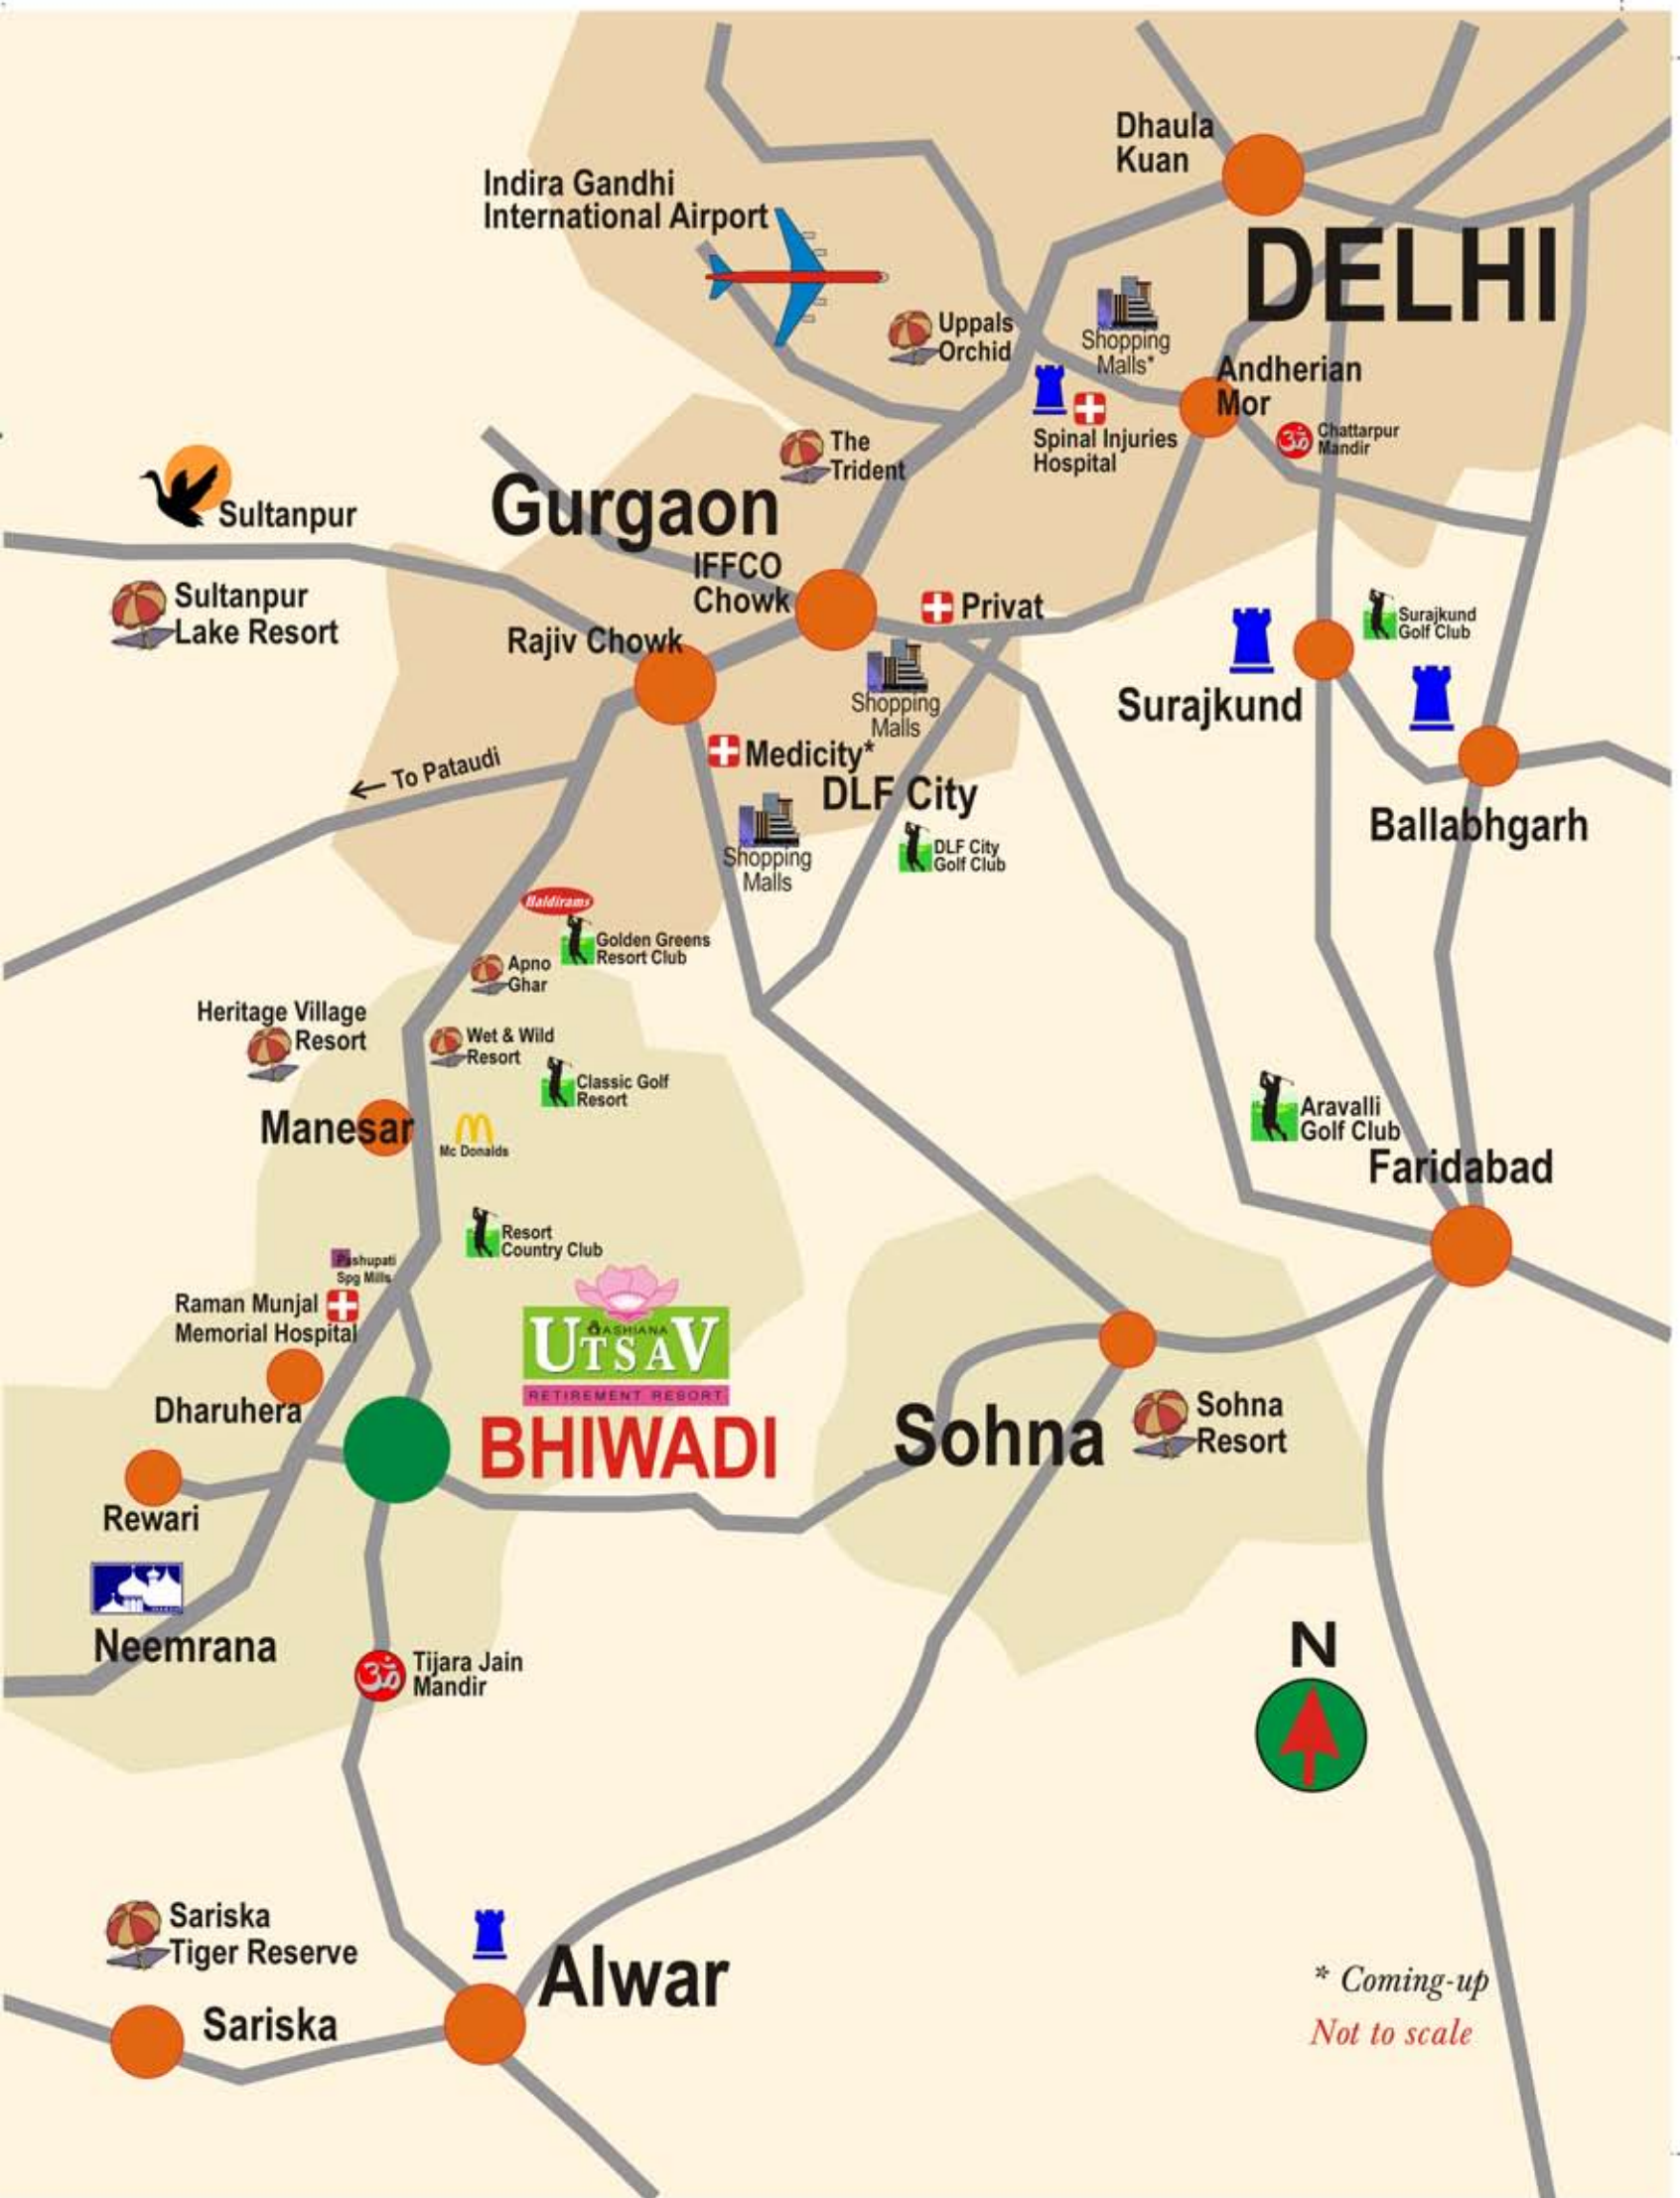 Dhaula
Kuan
Indira Gandhi
International Airport
DELHI
Uppals
Orchid
Shopping
Malls*
Andherian
Mor
Chattarpur
Mandir
Spinal Injuries
Hospital
The
Trident
Gurgaon
Sultanpur
IFFCO
Chowk
Privat
Sultanpur
Lake Resort
Rajiv Chowk
Surajkund
Golf Club
Shopping
Malls
Surajkund
Medicity*
To Pataudi
DLF City
Ballabhgarh
Shopping
Malls
DLF City
Golf Club
Haldirams
Golden Greens
Resort Club
Apno
Ghar
Heritage Village
Resort
Wet & Wild
Resort
Classic Golf
Resort
Manesar
Mc Donalds
Aravalli
Golf Club
Faridabad
Resort
Country Club
Pashupati
Spg Mills
Raman Munjal
Memorial Hospital
AASHIANA
UTSAV
RETIREMENT RESORT
Dharuhera
BHIWADI
Sohna
Sohna
Resort
Rewari
Neemrana
Tijara Jain
Mandir
N
Sariska
Tiger Reserve
Alwar
Sariska
* Coming-up
Not to scale